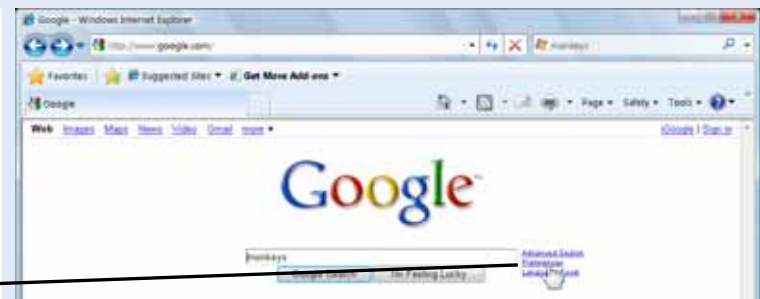 Google - Windows Internet Explorer
http://www.google.com/
monkeys
Favorites Suggested Sites Get More Add-ons
Google
Page Safety Tools
Web Images Maps News Video Gmail more
iGoogle | Sign in
Google
monkeys
Advanced Search
Google Search I'm Feeling Lucky
Preferences
Language Tools